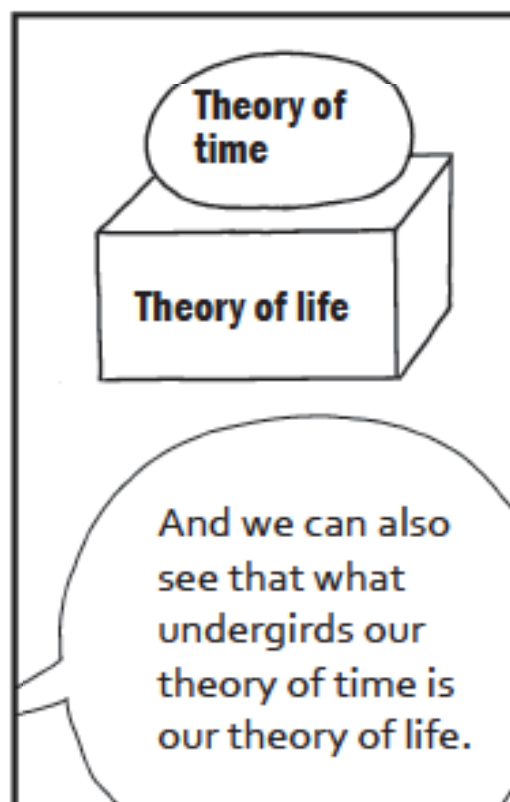 Theory of
time
Theory of life
And we can also
see that what
undergirds our
theory of time is
our theory of life.